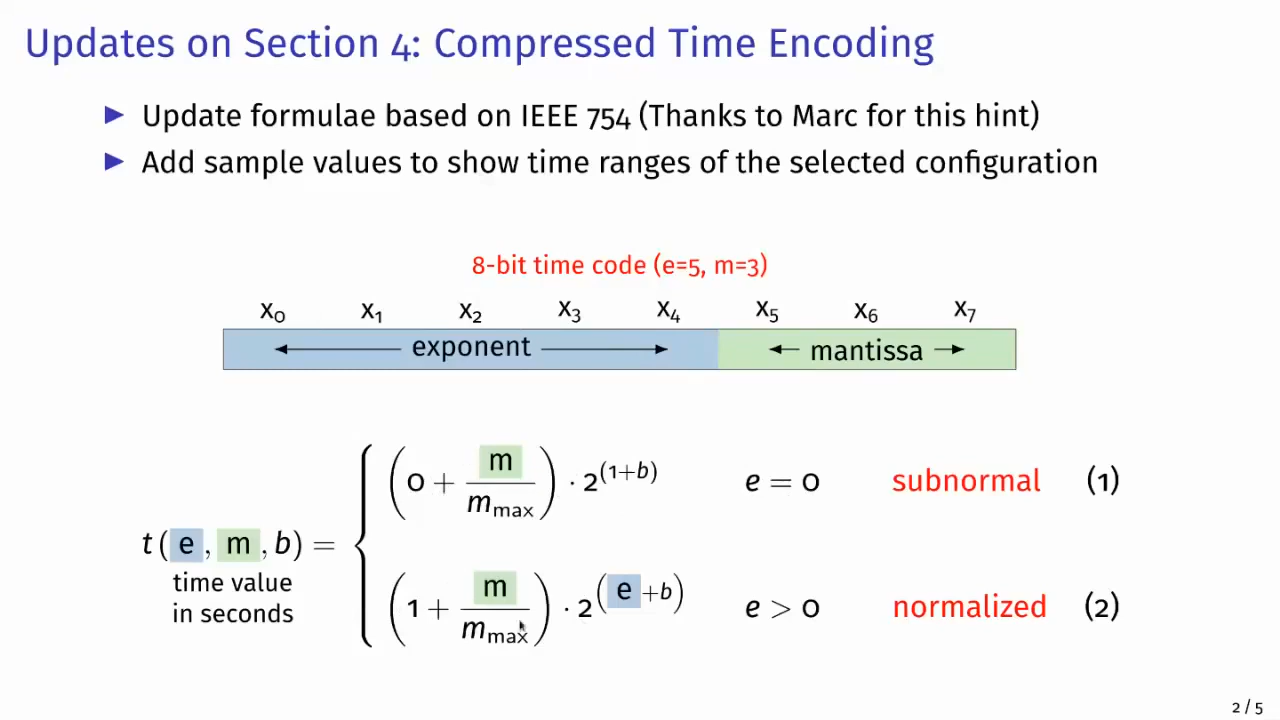 Updates on Section 4: Compressed Time Encoding
▶ Update formulae based on IEEE 754 (Thanks to Marc for this hint)
▶ Add sample values to show time ranges of the selected configuration
8-bit time code (e=5, m=3)
x₀ x₁ x₂ x₃ x₄ x₅ x₆ x₇
exponent mantissa
(0 + m/m_max) · 2^(1+b) e = 0 subnormal (1)
t(e, m, b) =
time value
in seconds
(1 + m/m_max) · 2^(e+b) e > 0 normalized (2)
2 / 5